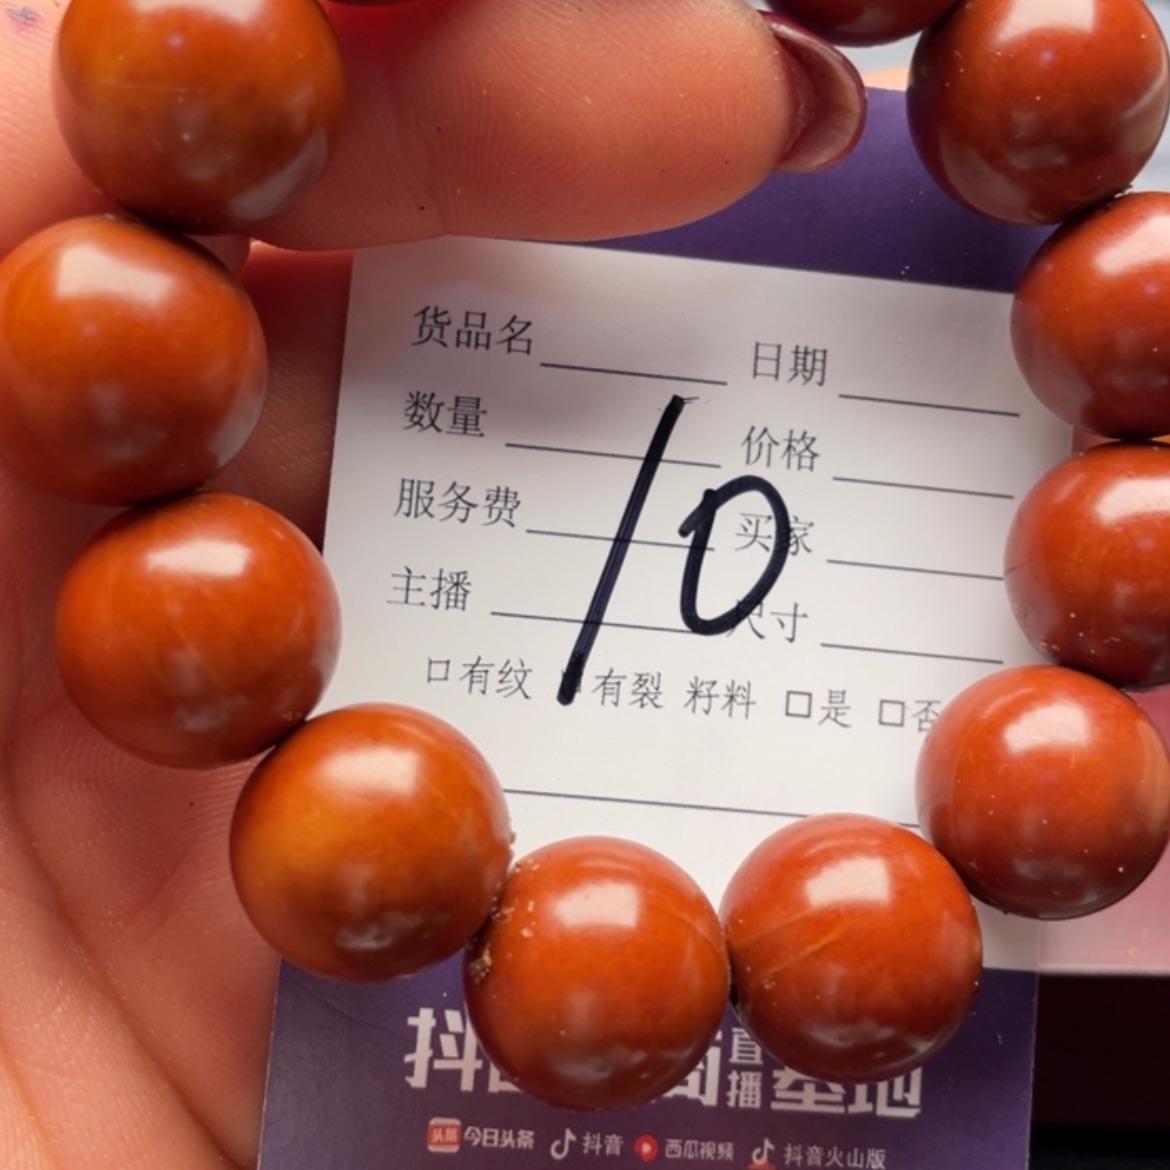 货品名 日期
数量 价格
服务费 买家
主播 尺寸
10
口有纹 有裂 籽料 口是 口否
抖 直播基地
头条 今日头条 抖音 西瓜视频 抖音火山版